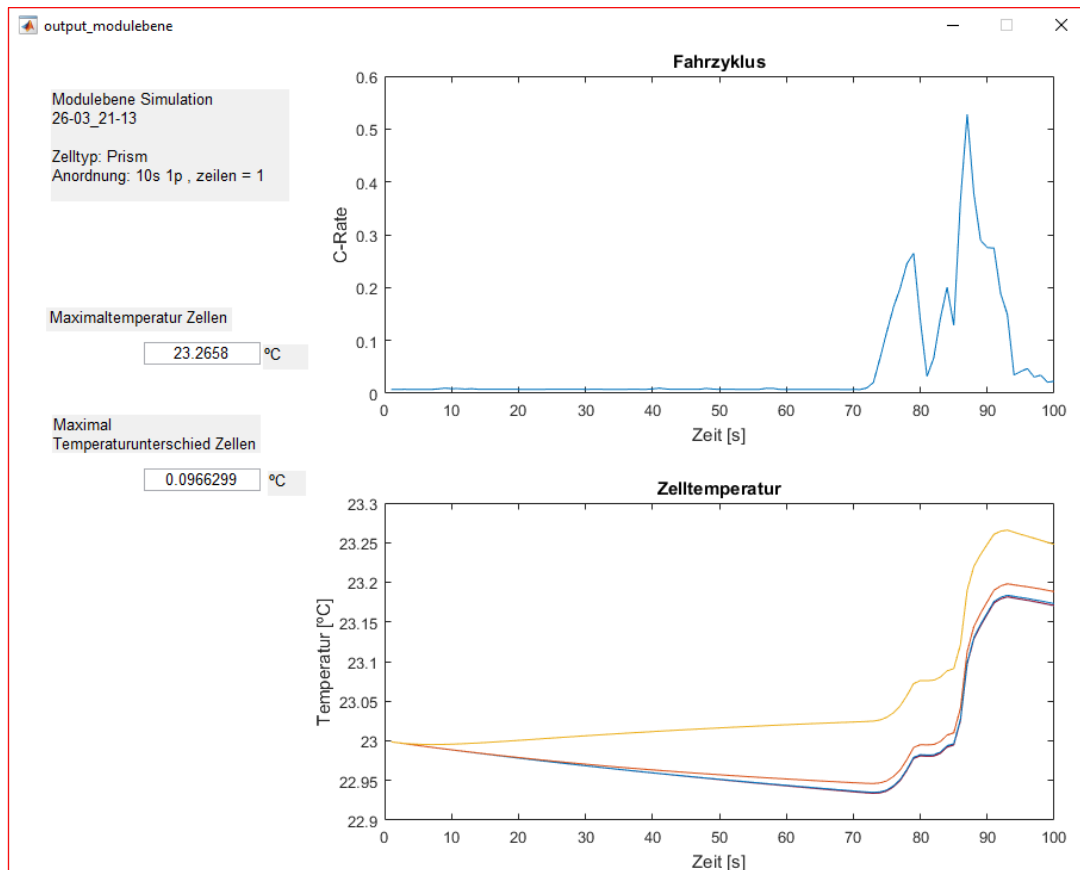 output_modulebene
Modulebene Simulation
26-03_21-13
Zelltyp: Prism
Anordnung: 10s 1p , zeilen = 1
Maximaltemperatur Zellen
23.2658 ºC
Maximal
Temperaturunterschied Zellen
0.0966299 ºC
Fahrzyklus
C-Rate
0.6
0.5
0.4
0.3
0.2
0.1
0
0 10 20 30 40 50 60 70 80 90 100
Zeit [s]
Zelltemperatur
Temperatur [ºC]
23.3
23.25
23.2
23.15
23.1
23.05
23
22.95
22.9
0 10 20 30 40 50 60 70 80 90 100
Zeit [s]